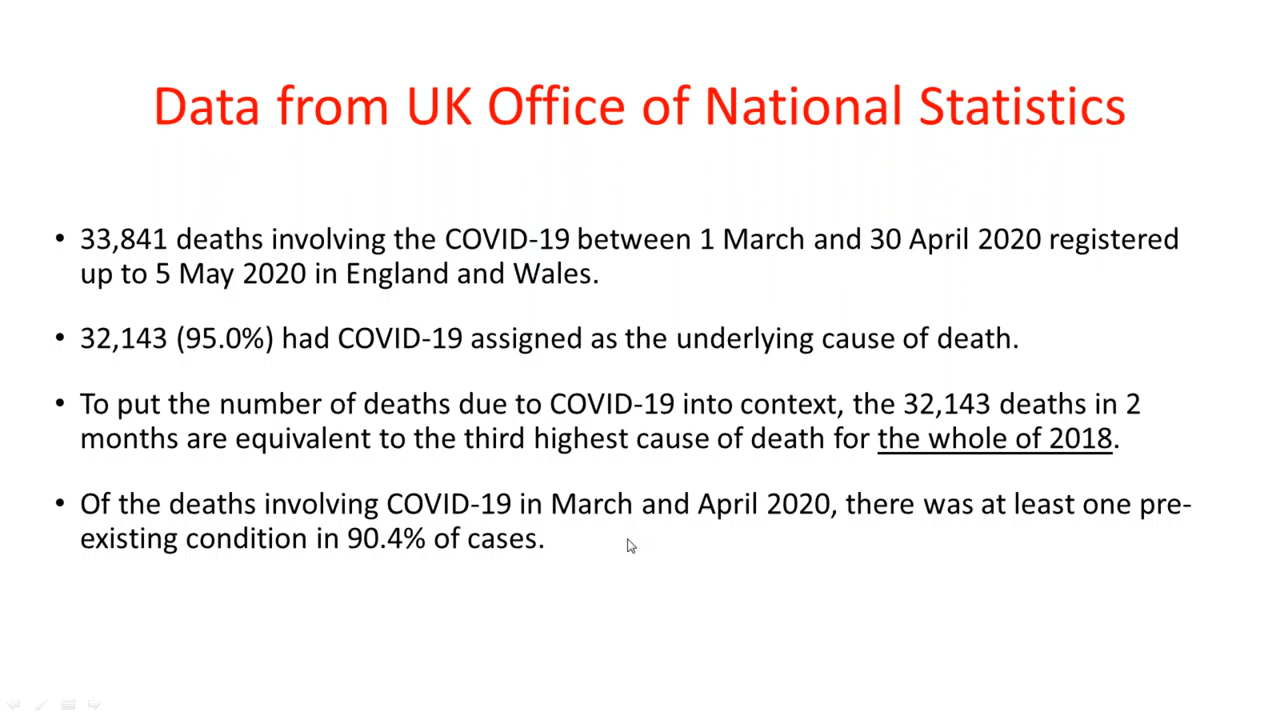 Data from UK Office of National Statistics
• 33,841 deaths involving the COVID-19 between 1 March and 30 April 2020 registered
up to 5 May 2020 in England and Wales.
• 32,143 (95.0%) had COVID-19 assigned as the underlying cause of death.
• To put the number of deaths due to COVID-19 into context, the 32,143 deaths in 2
months are equivalent to the third highest cause of death for the whole of 2018.
• Of the deaths involving COVID-19 in March and April 2020, there was at least one pre-
existing condition in 90.4% of cases.